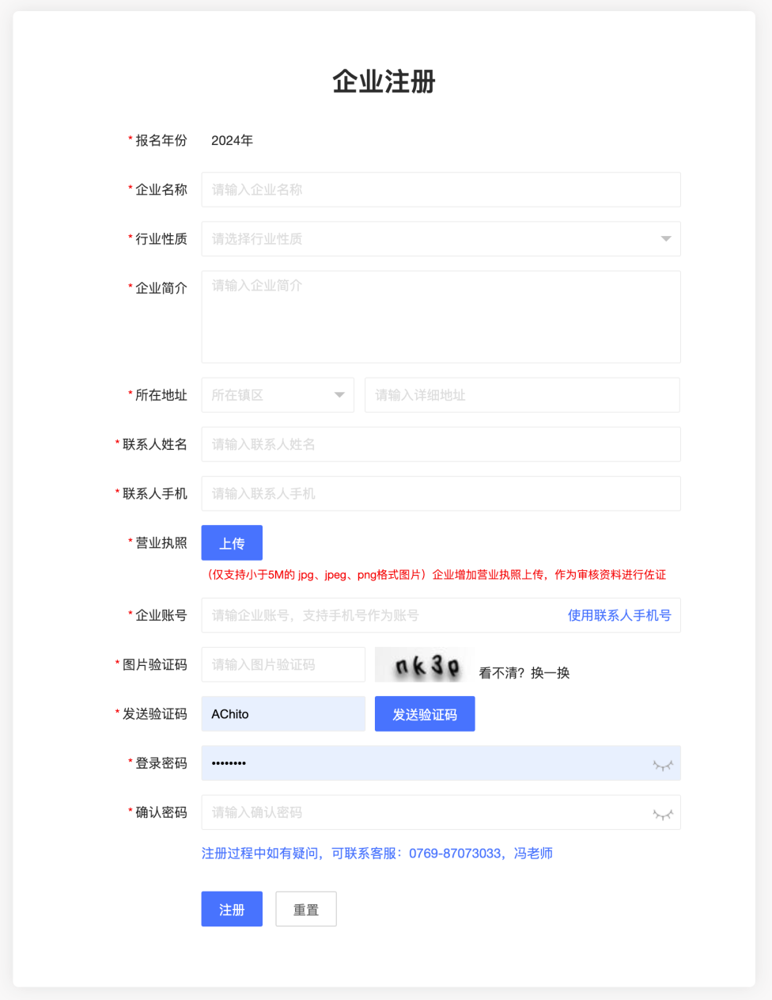 企业注册
* 报名年份 2024年
* 企业名称 请输入企业名称
* 行业性质 请选择行业性质
* 企业简介 请输入企业简介
* 所在地址 所在镇区 请输入详细地址
* 联系人姓名 请输入联系人姓名
* 联系人手机 请输入联系人手机
* 营业执照 上传
（仅支持小于5M的 jpg、jpeg、png格式图片）企业增加营业执照上传，作为审核资料进行佐证
* 企业账号 请输企业账号，支持手机号作为账号 使用联系人手机号
* 图片验证码 请输入图片验证码 nk3p 看不清？换一换
* 发送验证码 AChito 发送验证码
* 登录密码 ••••••••
* 确认密码 请输入确认密码
注册过程中如有疑问，可联系客服：0769-87073033，冯老师
注册 重置